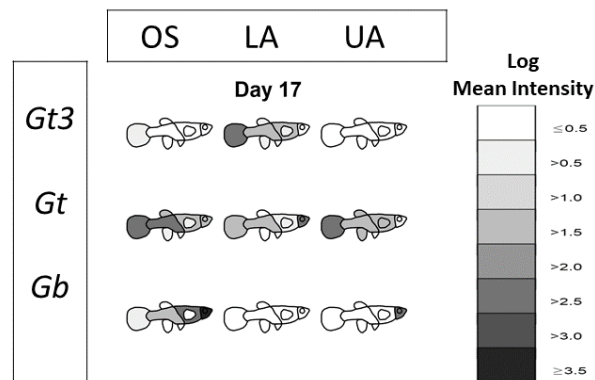 OS LA UA
Day 17
Log
Mean Intensity
Gt3
Gt
Gb
≤0.5
>0.5
>1.0
>1.5
>2.0
>2.5
>3.0
≥3.5